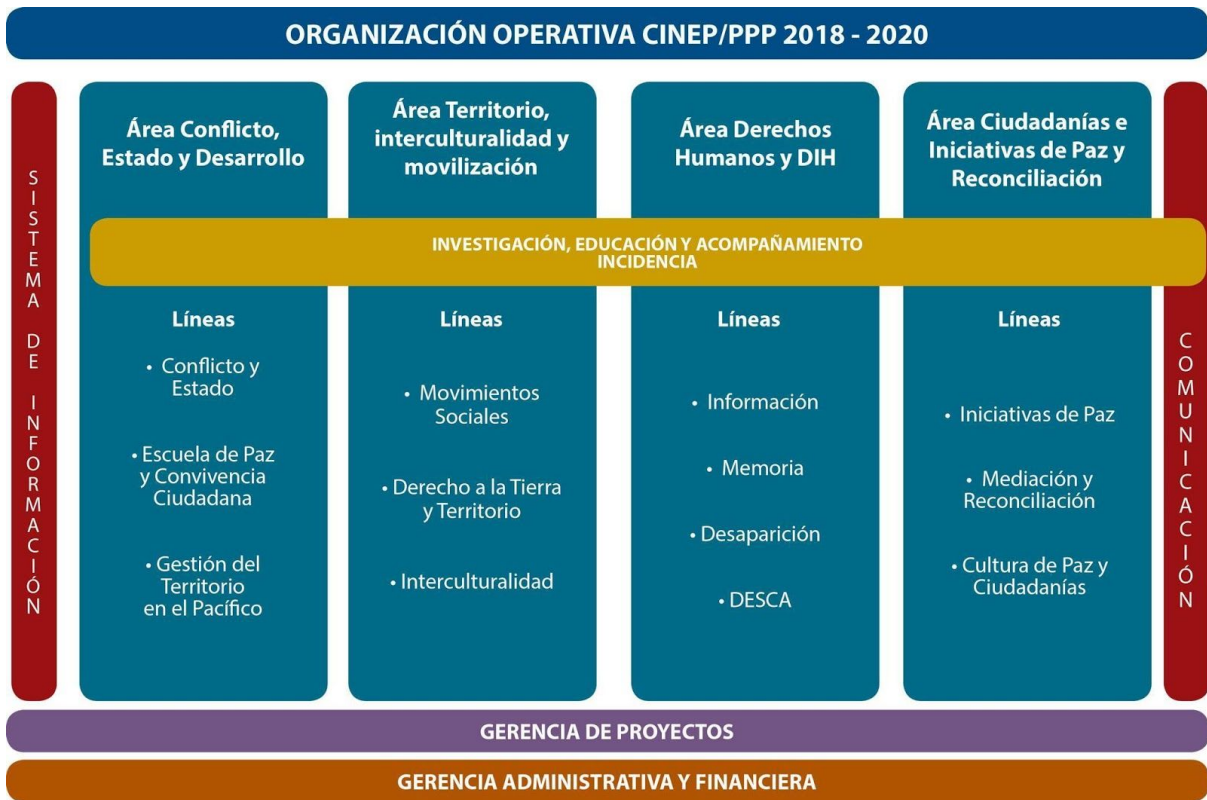 ORGANIZACIÓN OPERATIVA CINEP/PPP 2018 - 2020
SISTEMA DE INFORMACIÓN
Área Conflicto,
Estado y Desarrollo
Área Territorio,
interculturalidad y
movilización
Área Derechos
Humanos y DIH
Área Ciudadanías e
Iniciativas de Paz y
Reconciliación
INVESTIGACIÓN, EDUCACIÓN Y ACOMPAÑAMIENTO
INCIDENCIA
Líneas
• Conflicto y
Estado
• Escuela de Paz
y Convivencia
Ciudadana
• Gestión del
Territorio
en el Pacífico
Líneas
• Movimientos
Sociales
• Derecho a la Tierra
y Territorio
• Interculturalidad
Líneas
• Información
• Memoria
• Desaparición
• DESCA
Líneas
• Iniciativas de Paz
• Mediación y
Reconciliación
• Cultura de Paz y
Ciudadanías
COMUNICACIÓN
GERENCIA DE PROYECTOS
GERENCIA ADMINISTRATIVA Y FINANCIERA